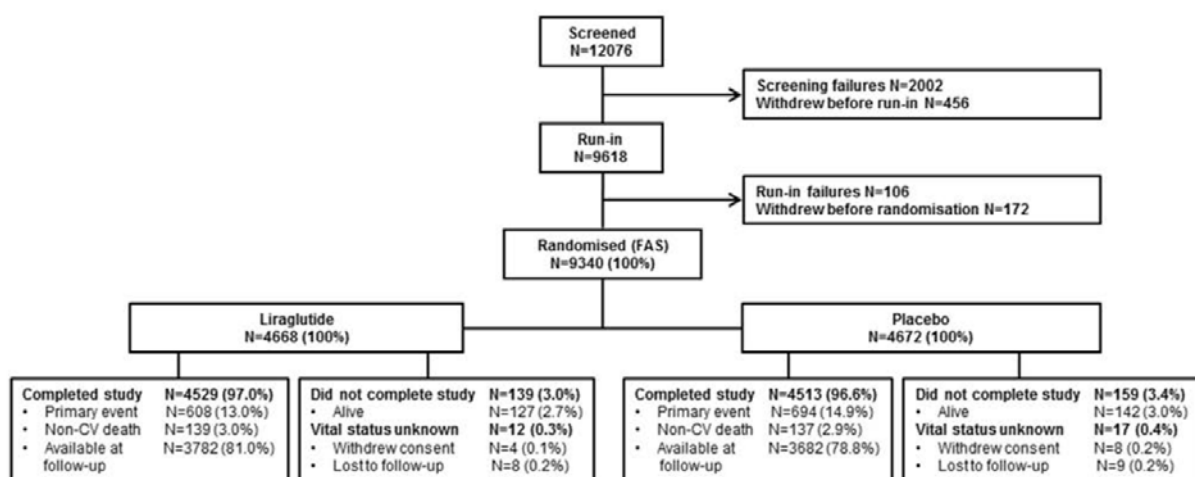 Screened
N=12076
Screening failures N=2002
Withdrew before run-in N=456
Run-in
N=9618
Run-in failures N=106
Withdrew before randomisation N=172
Randomised (FAS)
N=9340 (100%)
Liraglutide
N=4668 (100%)
Placebo
N=4672 (100%)
Completed study N=4529 (97.0%)
• Primary event N=608 (13.0%)
• Non-CV death N=139 (3.0%)
• Available at N=3782 (81.0%)
follow-up
Did not complete study N=139 (3.0%)
• Alive N=127 (2.7%)
Vital status unknown N=12 (0.3%)
• Withdrew consent N=4 (0.1%)
• Lost to follow-up N=8 (0.2%)
Completed study N=4513 (96.6%)
• Primary event N=694 (14.9%)
• Non-CV death N=137 (2.9%)
• Available at N=3682 (78.8%)
follow-up
Did not complete study N=159 (3.4%)
• Alive N=142 (3.0%)
Vital status unknown N=17 (0.4%)
• Withdrew consent N=8 (0.2%)
• Lost to follow-up N=9 (0.2%)